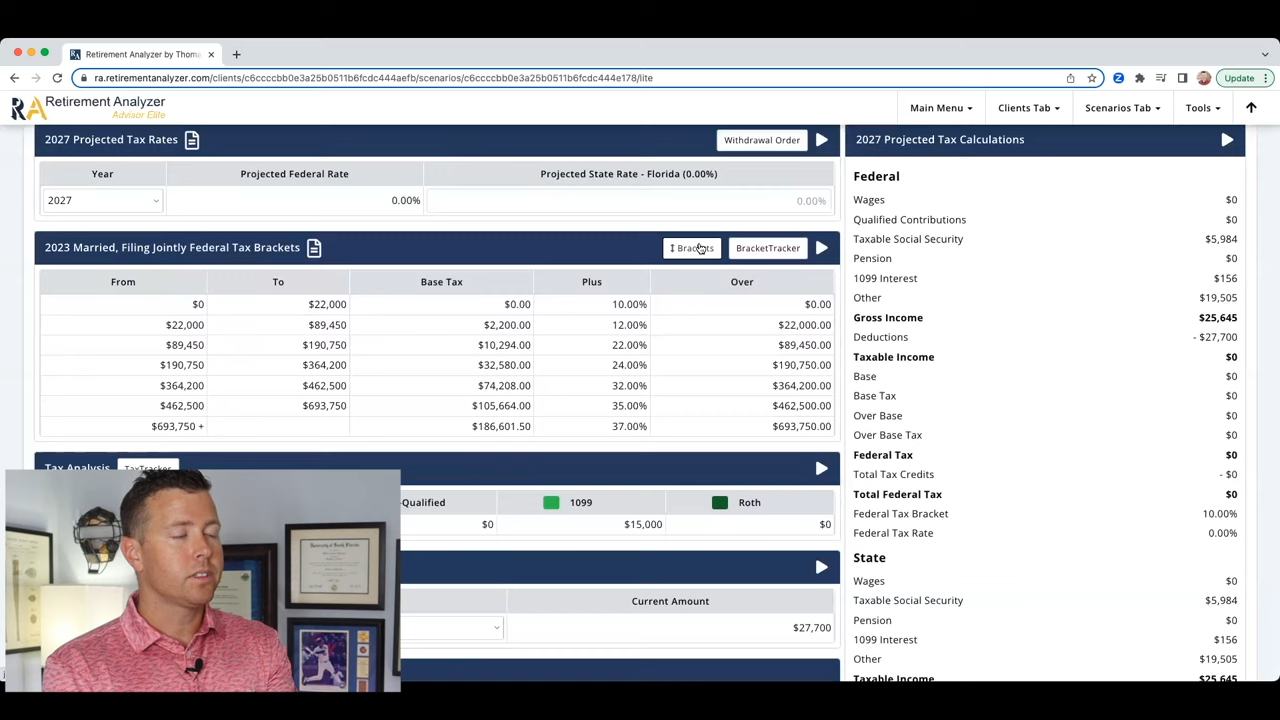 Retirement Analyzer by Thoma
ra.retirementanalyzer.com/clients/c6ccccbb0e3a25b0511b6fcdc444aefb/scenarios/c6ccccbb0e3a25b0511b6fcdc444e178/lite
Update
RA Retirement Analyzer
Advisor Elite
Main Menu
Clients Tab
Scenarios Tab
Tools
2027 Projected Tax Rates
Withdrawal Order
Year Projected Federal Rate Projected State Rate - Florida (0.00%)
2027 0.00% 0.00%
2023 Married, Filing Jointly Federal Tax Brackets
Brackets
BracketTracker
From To Base Tax Plus Over
$0 $22,000 $0.00 10.00% $0.00
$22,000 $89,450 $2,200.00 12.00% $22,000.00
$89,450 $190,750 $10,294.00 22.00% $89,450.00
$190,750 $364,200 $32,580.00 24.00% $190,750.00
$364,200 $462,500 $74,208.00 32.00% $364,200.00
$462,500 $693,750 $105,664.00 35.00% $462,500.00
$693,750 + $186,601.50 37.00% $693,750.00
Tax Analysis TaxTracker
-Qualified 1099 Roth
$0 $15,000 $0
Current Amount
$27,700
2027 Projected Tax Calculations
Federal
Wages $0
Qualified Contributions $0
Taxable Social Security $5,984
Pension $0
1099 Interest $156
Other $19,505
Gross Income $25,645
Deductions - $27,700
Taxable Income $0
Base $0
Base Tax $0
Over Base $0
Over Base Tax $0
Federal Tax $0
Total Tax Credits - $0
Total Federal Tax $0
Federal Tax Bracket 10.00%
Federal Tax Rate 0.00%
State
Wages $0
Taxable Social Security $5,984
Pension $0
1099 Interest $156
Other $19,505
Taxable Income $25,645
University of South Florida